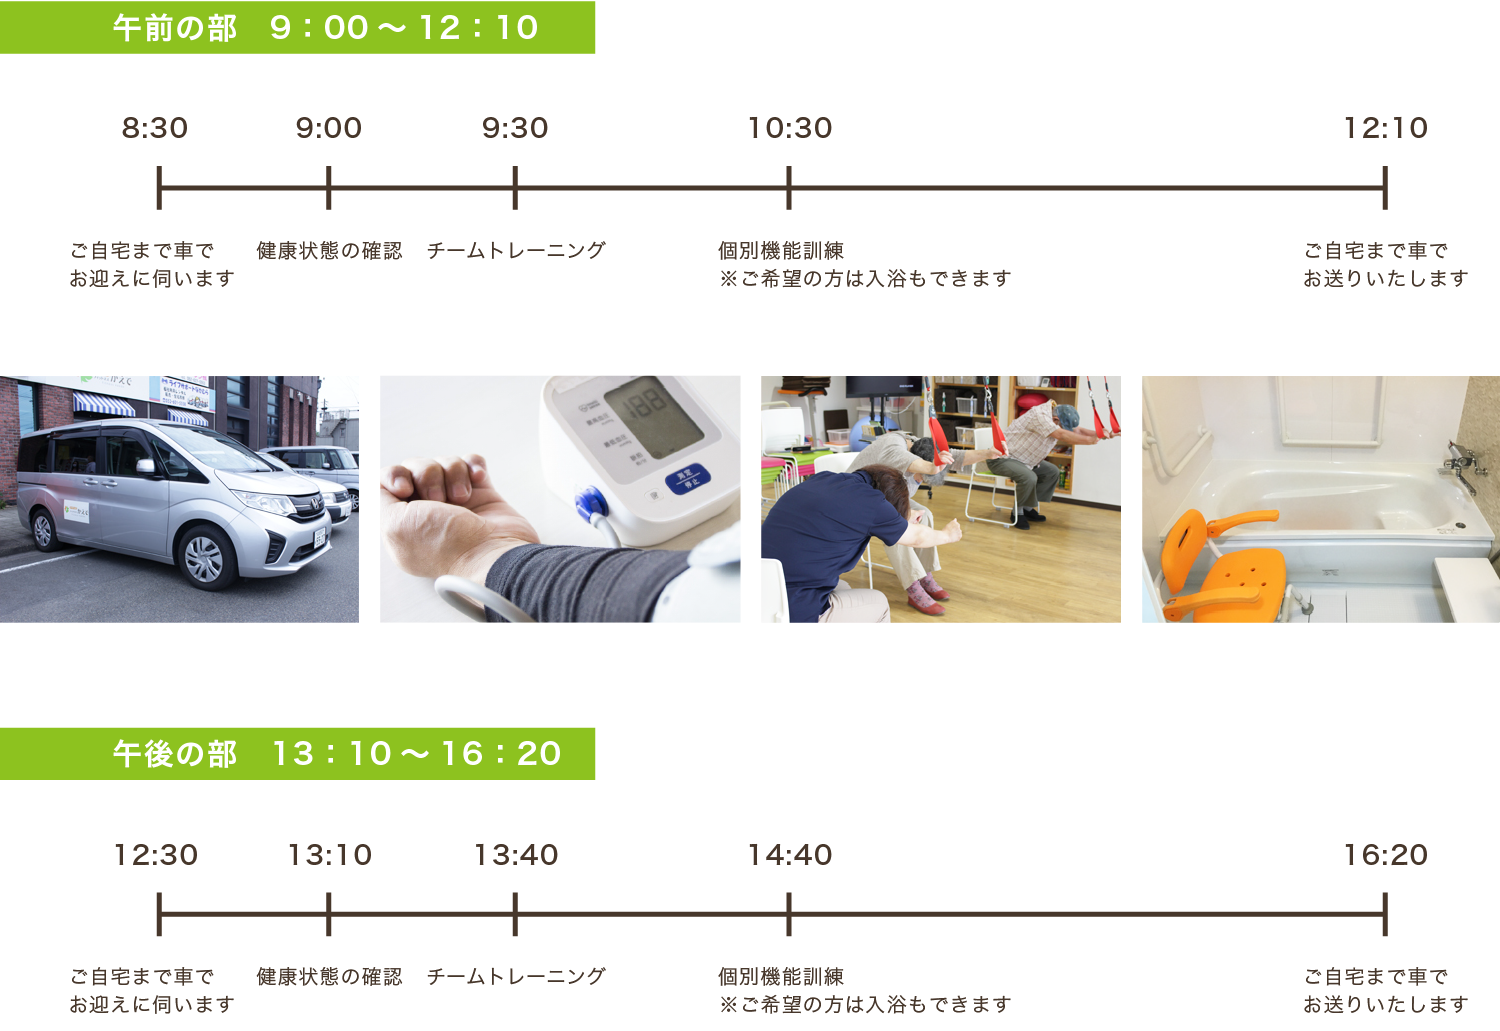 午前の部　9：00～12：10
8:30 9:00 9:30 10:30 12:10
ご自宅まで車で
お迎えに伺います
健康状態の確認
チームトレーニング
個別機能訓練
※ご希望の方は入浴もできます
ご自宅まで車で
お送りいたします
かえで
測定
停止
午後の部　13：10～16：20
12:30 13:10 13:40 14:40 16:20
ご自宅まで車で
お迎えに伺います
健康状態の確認
チームトレーニング
個別機能訓練
※ご希望の方は入浴もできます
ご自宅まで車で
お送りいたします